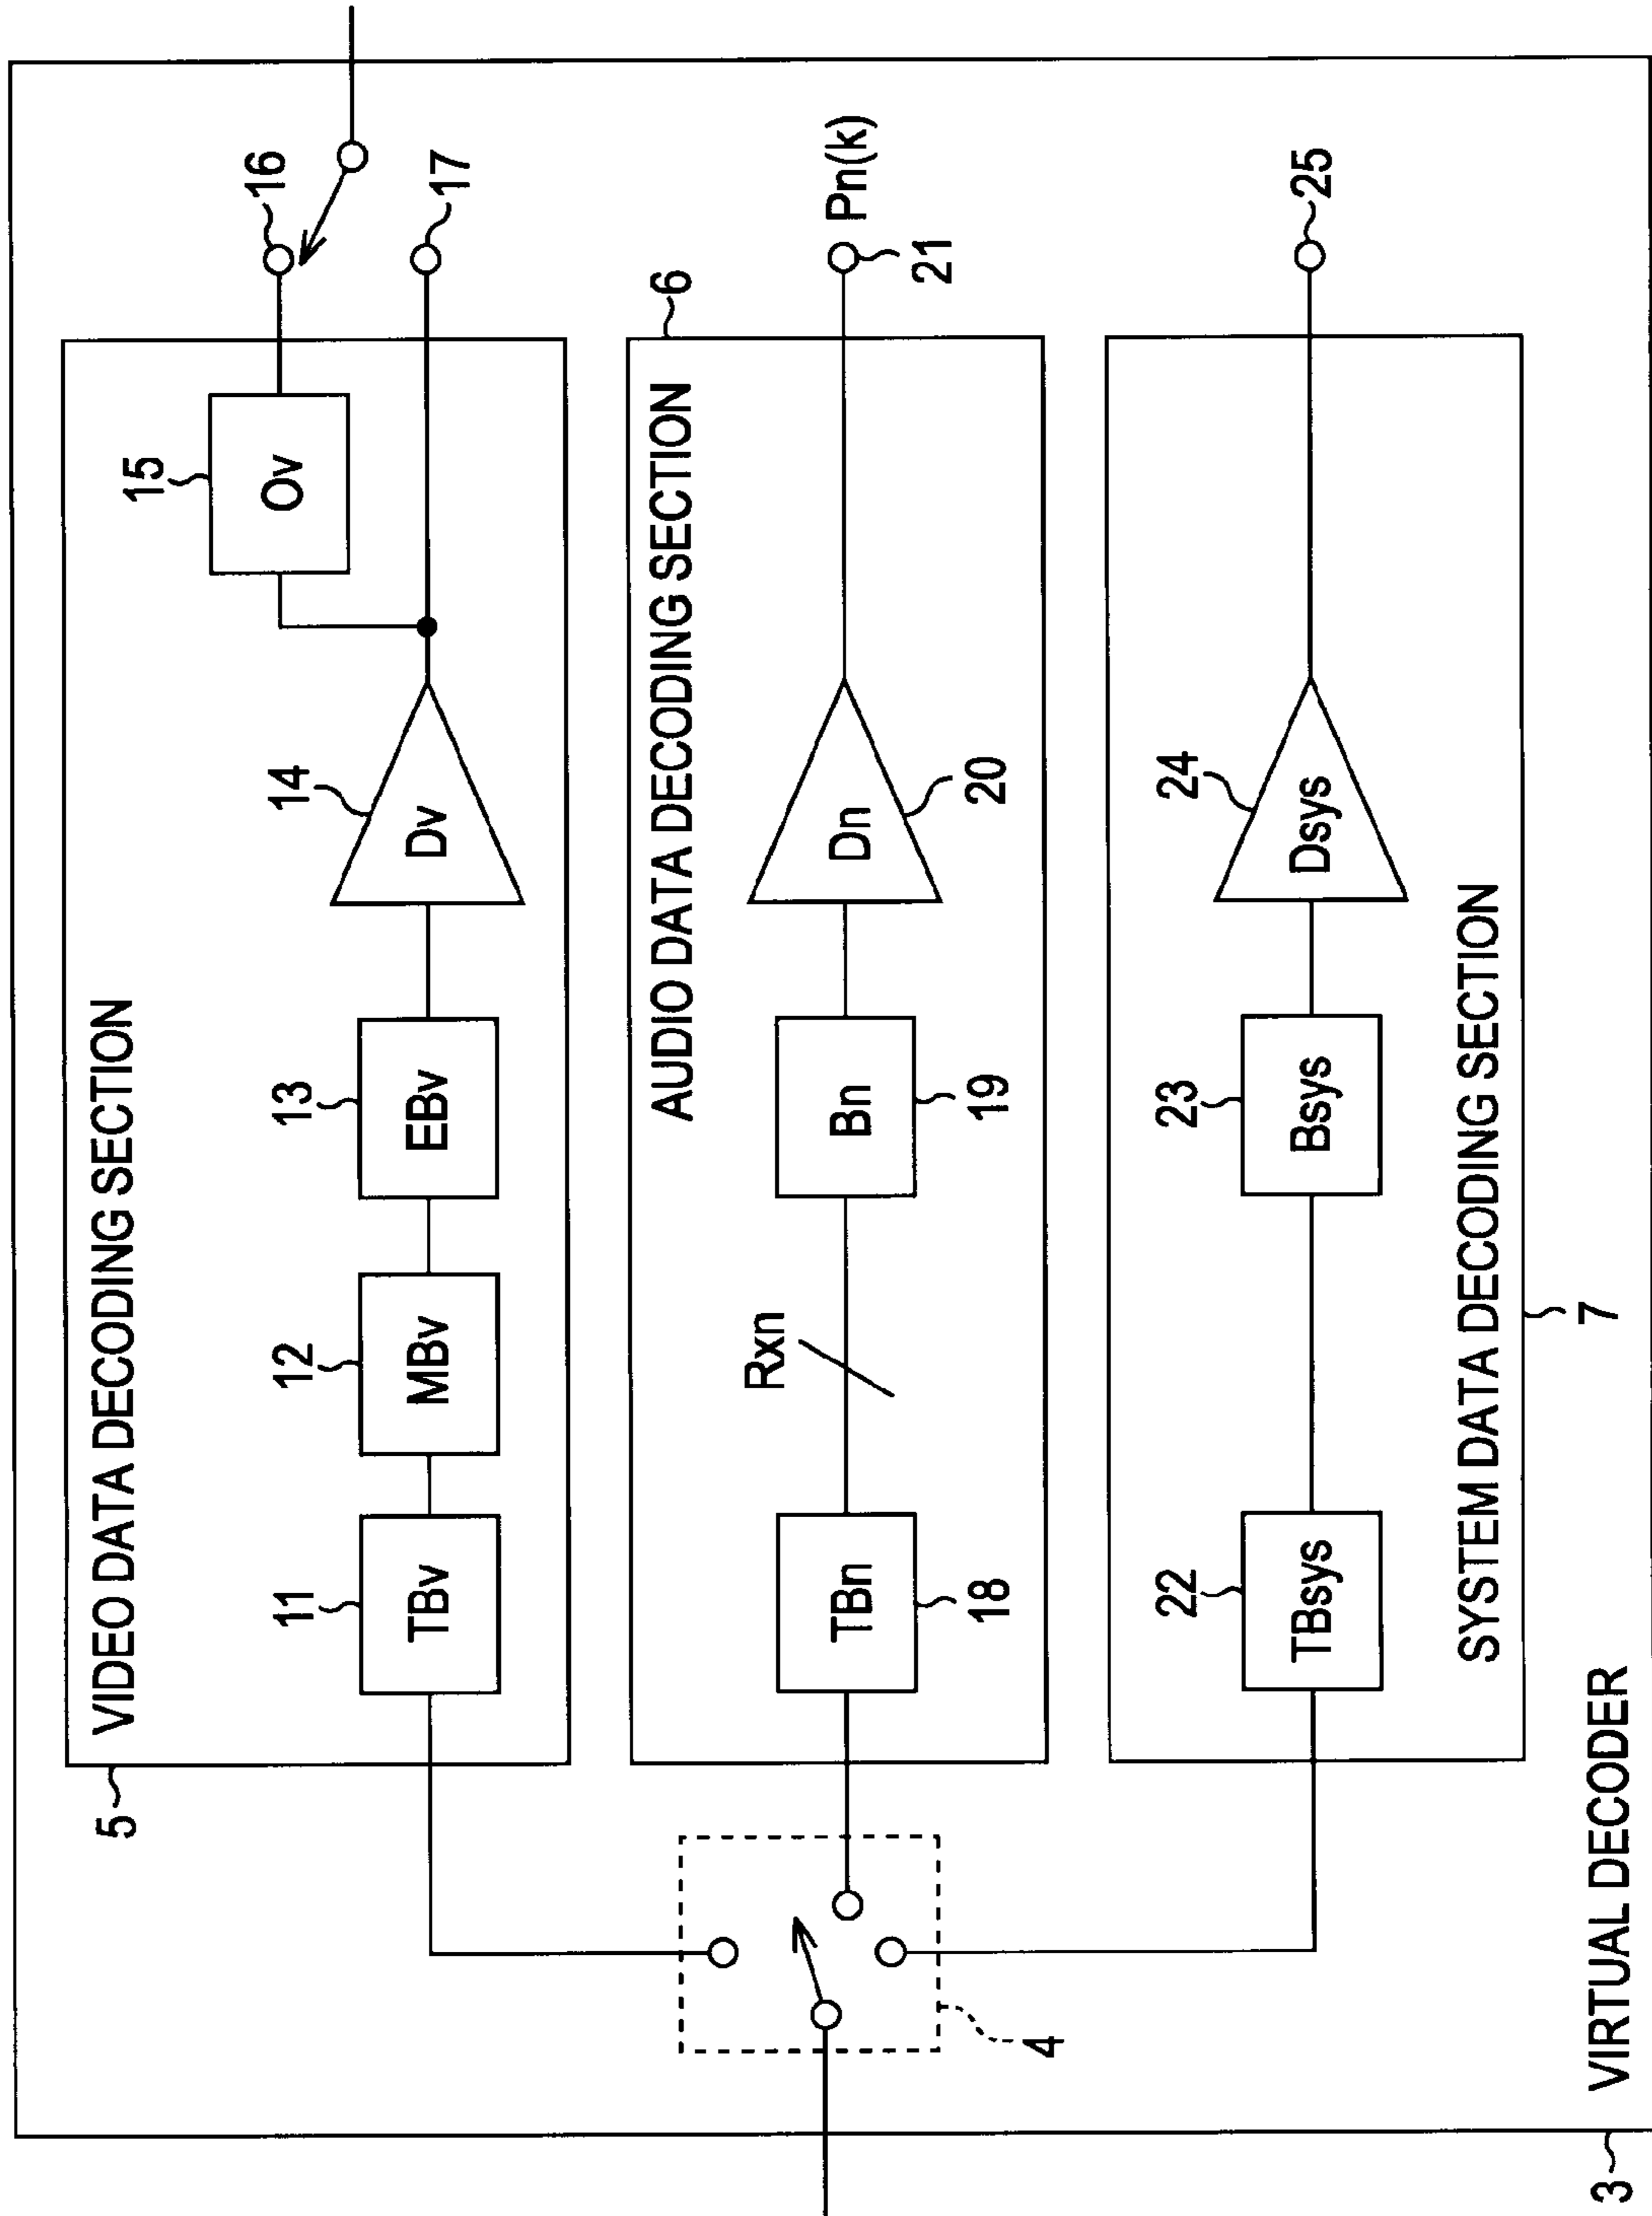 VIDEO DATA DECODING SECTION
5
11
TBv
12
MBv
13
EBv
14
Dv
15
Ov
16
17
AUDIO DATA DECODING SECTION
6
TBn
18
Rxn
Bn
19
Dn
20
21
Pn(k)
4
22
TBsys
23
Bsys
24
Dsys
25
SYSTEM DATA DECODING SECTION
7
VIRTUAL DECODER
3